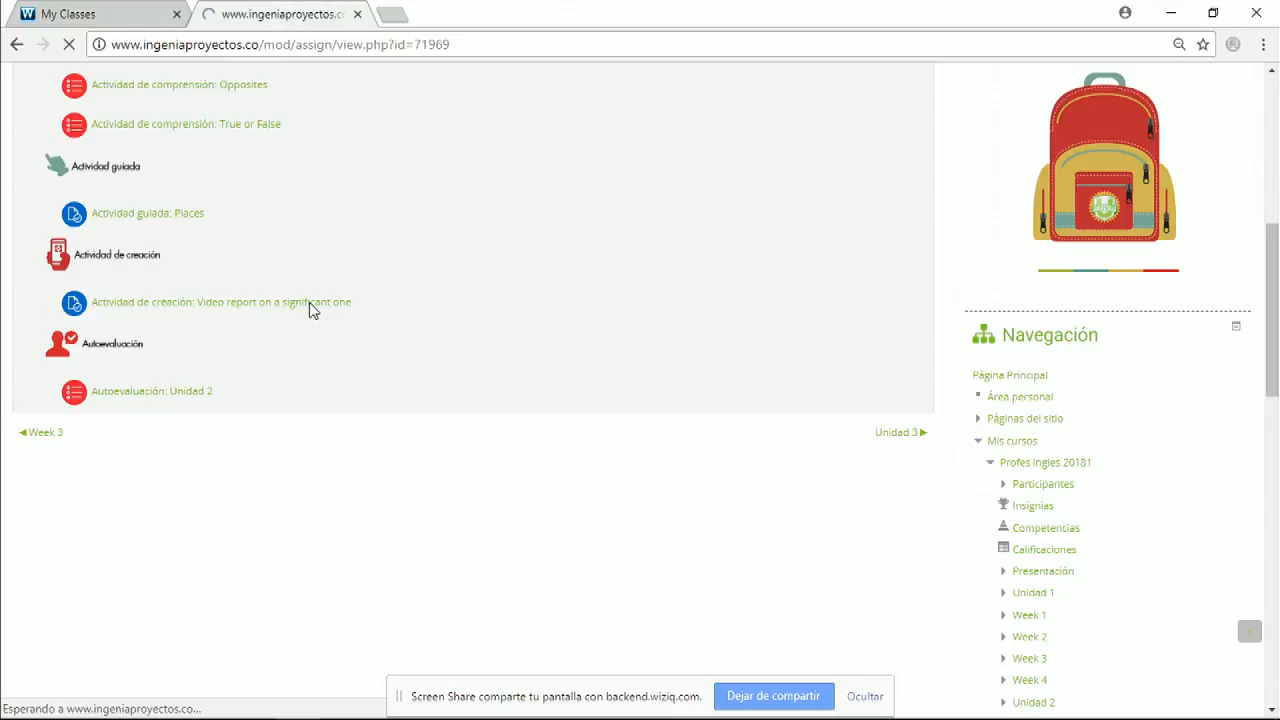 My Classes
www.ingeniaproyectos.cc
www.ingeniaproyectos.co/mod/assign/view.php?id=71969
Actividad de comprensión: Opposites
Actividad de comprensión: True or False
Actividad guiada
Actividad guiada: Places
Actividad de creación
Actividad de creación: Video report on a significant one
Autoevaluación
Autoevaluación: Unidad 2
◀ Week 3
Unidad 3 ▶
Navegación
Página Principal
Área personal
Páginas del sitio
Mis cursos
Profes ingles 20181
Participantes
Insignias
Competencias
Calificaciones
Presentación
Unidad 1
Week 1
Week 2
Week 3
Week 4
Unidad 2
Screen Share comparte tu pantalla con backend.wiziq.com.
Dejar de compartir
Ocultar
Esperando a www.ingeniaproyectos.co...